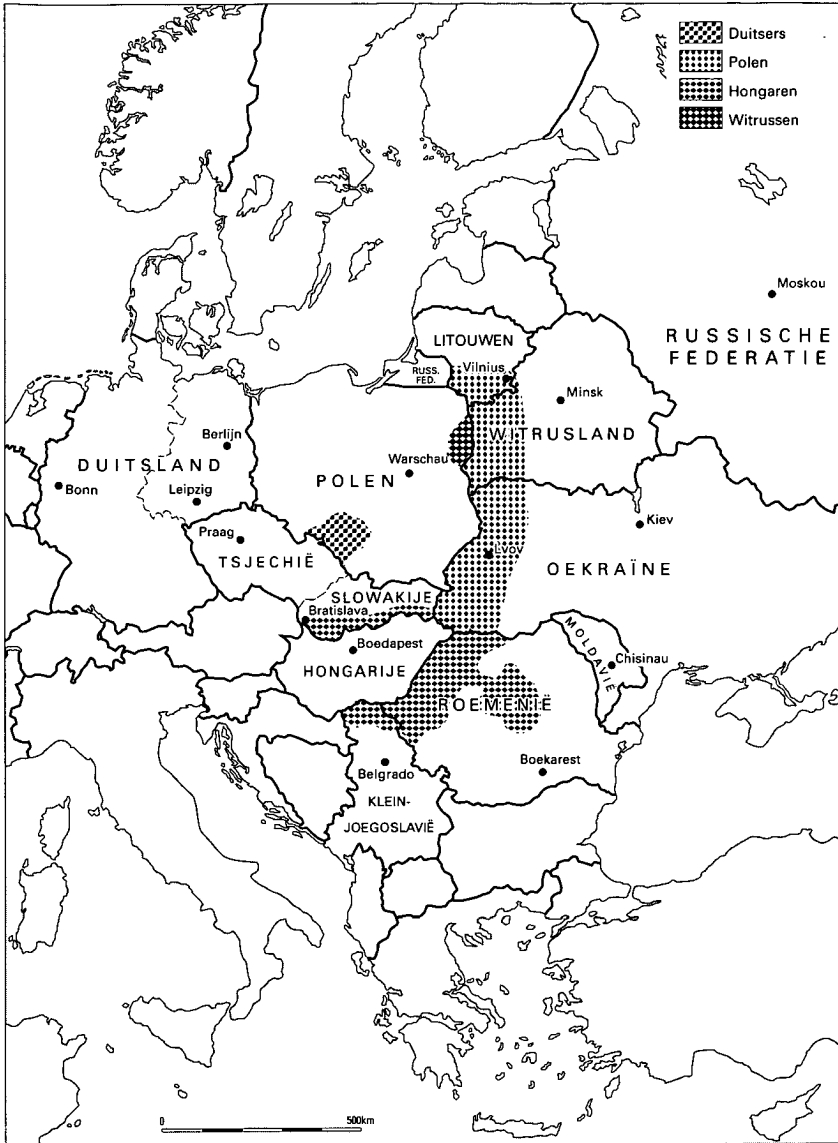 Duitsers
Polen
Hongaren
Witrussen
Moskou
RUSSISCHE
FEDERATIE
LITOUWEN
RUSS.
FED.
Vilnius
Minsk
WITRUSLAND
Berlijn
DUITSLAND
Bonn
Leipzig
Warschau
POLEN
Kiev
Praag
TSJECHIË
Lvov
OEKRAÏNE
SLOWAKIJE
Bratislava
Boedapest
HONGARIJE
MOLDAVIË
Chisinau
ROEMENIË
Belgrado
Boekarest
KLEIN-
JOEGOSLAVIË
0 500km